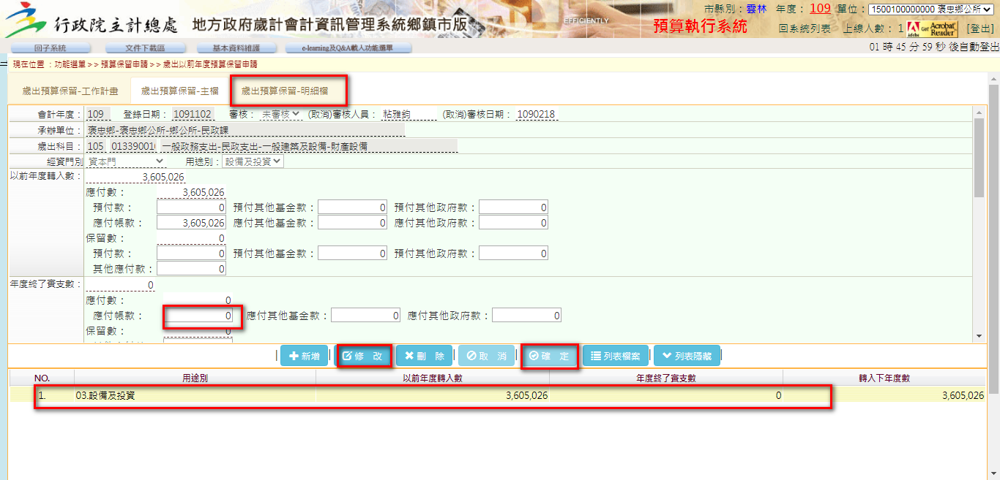 行政院主計總處 地方政府歲計會計資訊管理系統鄉鎮市版 EFFICIENTLY 預算執行系統
市縣別：雲林 年度：109 單位：1500100000000 褒忠鄉公所
回系統列表 上線人數：1 Get Adobe Acrobat Reader [登出]
回子系統 文件下載區 基本資料維護 e-learning及Q&A載入功能選單 01 時 45 分 59 秒 後自動登出
現在位置：功能選單>>預算保留申請>>歲出以前年度預算保留申請
歲出預算保留-工作計畫 歲出預算保留-主檔 歲出預算保留-明細檔
會計年度：109 登錄日期：1091102 審核：未審核 (取消)審核人員：粘雅鈞 (取消)審核日期：1090218
承辦單位：褒忠鄉-褒忠鄉公所-鄉公所-民政課
歲出科目：105 01339001 一般政務支出-民政支出-一般建築及設備-財產設備
經資門別 資本門 用途別：設備及投資
以前年度轉入數：3,605,026
應付數：3,605,026
預付款：0 預付其他基金款：0 預付其他政府款：0
應付帳款：3,605,026 應付其他基金款：0 應付其他政府款：0
保留數：0
預付款：0 預付其他基金款：0 預付其他政府款：0
其他應付款：0
年度終了實支數：0
應付數：0
應付帳款：0 應付其他基金款：0 應付其他政府款：0
保留數：0
新增 修 改 刪 除 取 消 確 定 列表檔案 列表隱藏
NO. 用途別 以前年度轉入數 年度終了實支數 轉入下年度數
1. 03.設備及投資 3,605,026 0 3,605,026